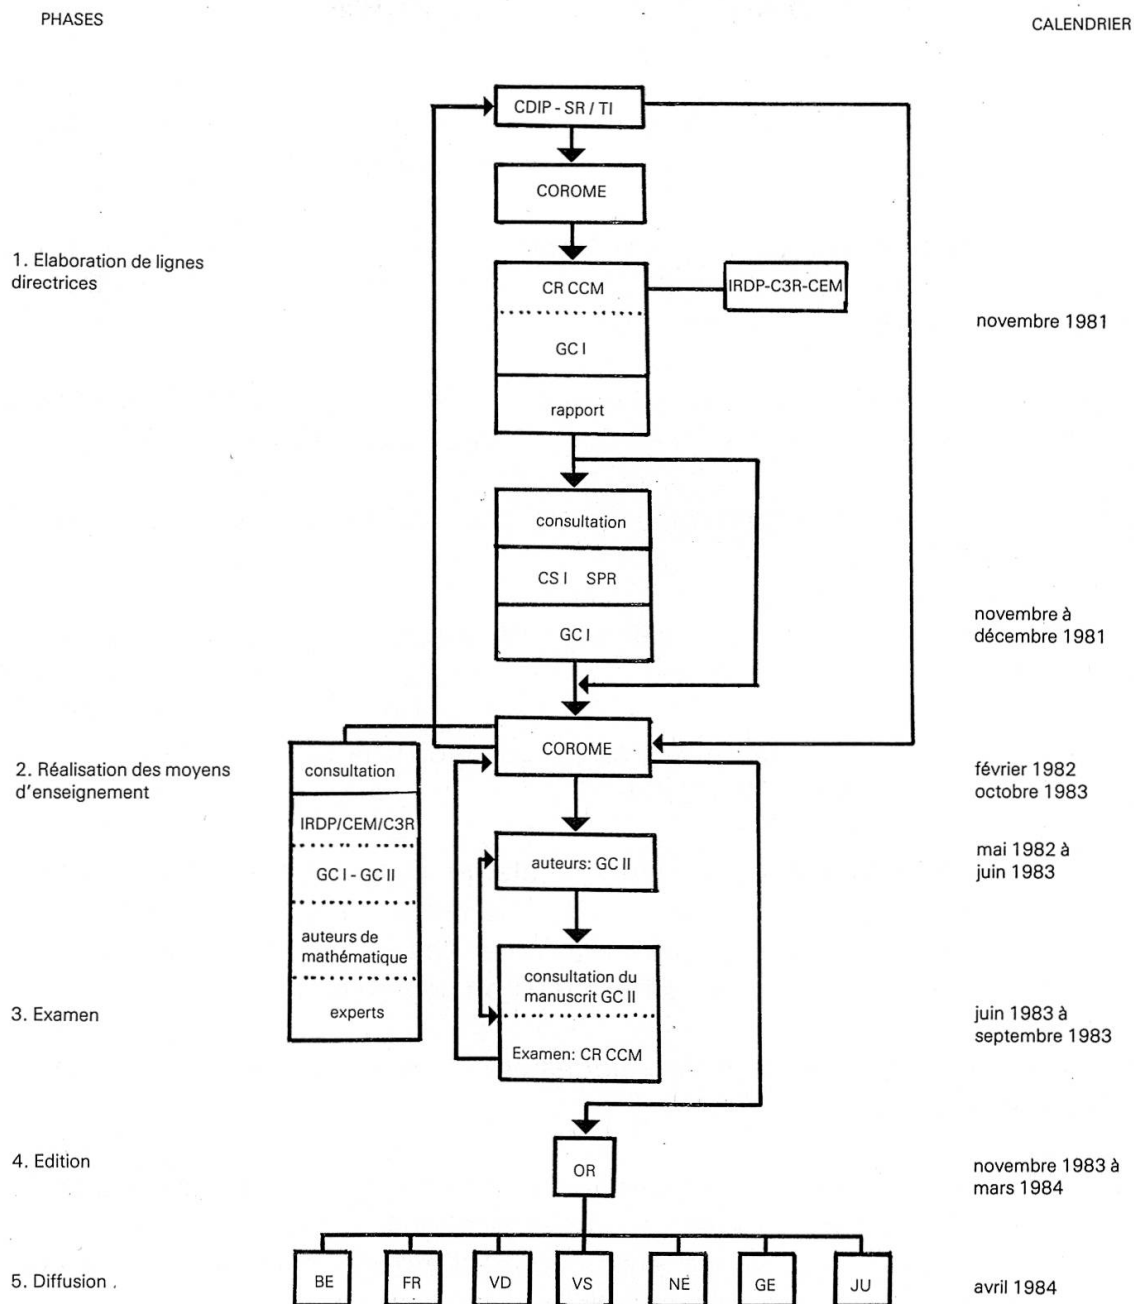 PHASES
CALENDRIER
CDIP - SR / TI
COROME
1. Elaboration de lignes
directrices
CR CCM
IRDP-C3R-CEM
GC I
novembre 1981
rapport
consultation
CS I SPR
GC I
novembre à
décembre 1981
COROME
2. Réalisation des moyens
d'enseignement
consultation
février 1982
octobre 1983
IRDP/CEM/C3R
GC I - GC II
auteurs: GC II
mai 1982 à
juin 1983
auteurs de
mathématique
consultation du
manuscrit GC II
3. Examen
experts
Examen: CR CCM
juin 1983 à
septembre 1983
4. Edition
OR
novembre 1983 à
mars 1984
5. Diffusion
BE
FR
VD
VS
NE
GE
JU
avril 1984